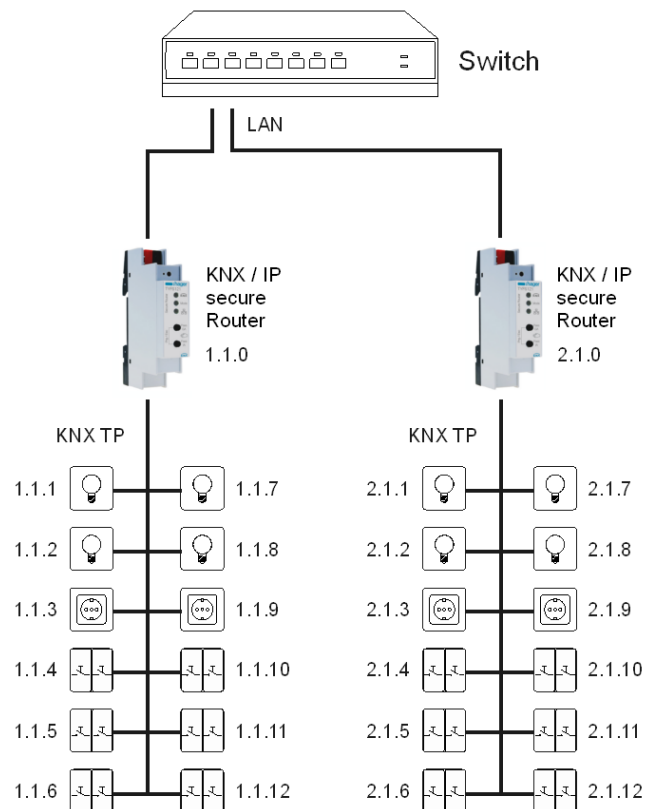 Switch
LAN
KNX / IP
secure
Router
1.1.0
KNX / IP
secure
Router
2.1.0
KNX TP
KNX TP
1.1.1
1.1.7
2.1.1
2.1.7
1.1.2
1.1.8
2.1.2
2.1.8
1.1.3
1.1.9
2.1.3
2.1.9
1.1.4
1.1.10
2.1.4
2.1.10
1.1.5
1.1.11
2.1.5
2.1.11
1.1.6
1.1.12
2.1.6
2.1.12